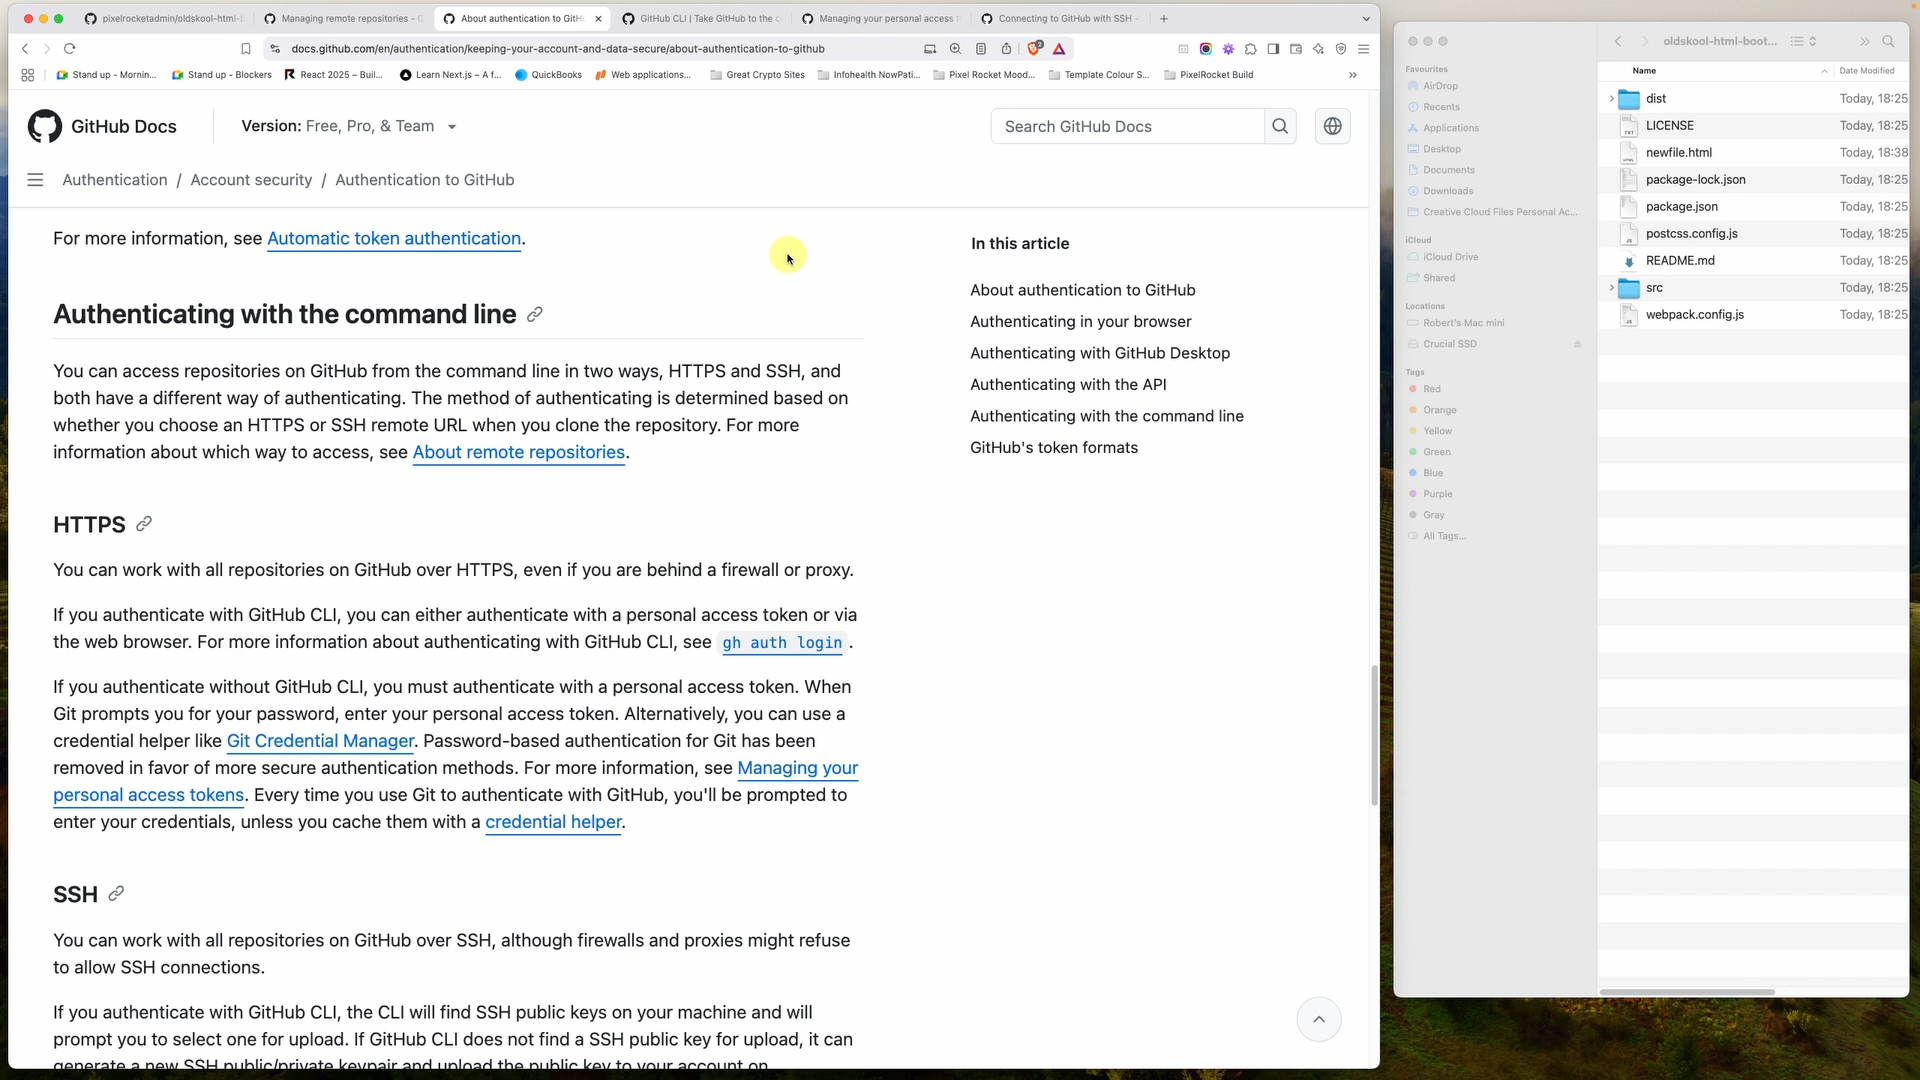 pixelrocketadmin/oldskool-html-b
Managing remote repositories - G
About authentication to GitH
GitHub CLI | Take GitHub to the c
Managing your personal access t
Connecting to GitHub with SSH -
docs.github.com/en/authentication/keeping-your-account-and-data-secure/about-authentication-to-github
Stand up - Mornin...
Stand up - Blockers
React 2025 – Buil...
Learn Next.js – A f...
QuickBooks
Web applications...
Great Crypto Sites
Infohealth NowPati...
Pixel Rocket Mood...
Template Colour S...
PixelRocket Build
GitHub Docs
Version: Free, Pro, & Team
Search GitHub Docs
Authentication / Account security / Authentication to GitHub
For more information, see Automatic token authentication.
Authenticating with the command line
You can access repositories on GitHub from the command line in two ways, HTTPS and SSH, and
both have a different way of authenticating. The method of authenticating is determined based on
whether you choose an HTTPS or SSH remote URL when you clone the repository. For more
information about which way to access, see About remote repositories.
HTTPS
You can work with all repositories on GitHub over HTTPS, even if you are behind a firewall or proxy.
If you authenticate with GitHub CLI, you can either authenticate with a personal access token or via
the web browser. For more information about authenticating with GitHub CLI, see gh auth login .
If you authenticate without GitHub CLI, you must authenticate with a personal access token. When
Git prompts you for your password, enter your personal access token. Alternatively, you can use a
credential helper like Git Credential Manager. Password-based authentication for Git has been
removed in favor of more secure authentication methods. For more information, see Managing your
personal access tokens. Every time you use Git to authenticate with GitHub, you'll be prompted to
enter your credentials, unless you cache them with a credential helper.
SSH
You can work with all repositories on GitHub over SSH, although firewalls and proxies might refuse
to allow SSH connections.
If you authenticate with GitHub CLI, the CLI will find SSH public keys on your machine and will
prompt you to select one for upload. If GitHub CLI does not find a SSH public key for upload, it can
generate a new SSH public/private keypair and upload the public key to your account on
In this article
About authentication to GitHub
Authenticating in your browser
Authenticating with GitHub Desktop
Authenticating with the API
Authenticating with the command line
GitHub's token formats
oldskool-html-boot...
Favourites
AirDrop
Recents
Applications
Desktop
Documents
Downloads
Creative Cloud Files Personal Ac...
iCloud
iCloud Drive
Shared
Locations
Robert's Mac mini
Crucial SSD
Tags
Red
Orange
Yellow
Green
Blue
Purple
Gray
All Tags...
Name
Date Modified
dist
Today, 18:25
LICENSE
Today, 18:25
newfile.html
Today, 18:38
package-lock.json
Today, 18:25
package.json
Today, 18:25
postcss.config.js
Today, 18:25
README.md
Today, 18:25
src
Today, 18:25
webpack.config.js
Today, 18:25